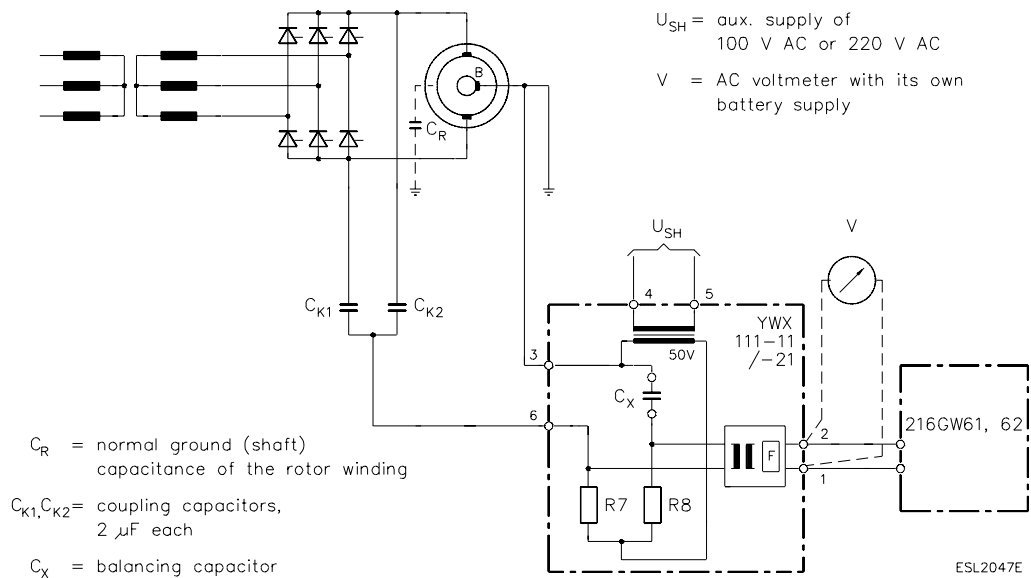 U_SH = aux. supply of
100 V AC or 220 V AC
V = AC voltmeter with its own
battery supply
B
C_R
U_SH
V
4
5
C_K1
C_K2
YWX
111-11
/-21
50V
3
C_X
6
2
216GW61, 62
F
1
R7
R8
C_R = normal ground (shaft)
capacitance of the rotor winding
C_K1,C_K2= coupling capacitors,
2 µF each
C_X = balancing capacitor
ESL2047E